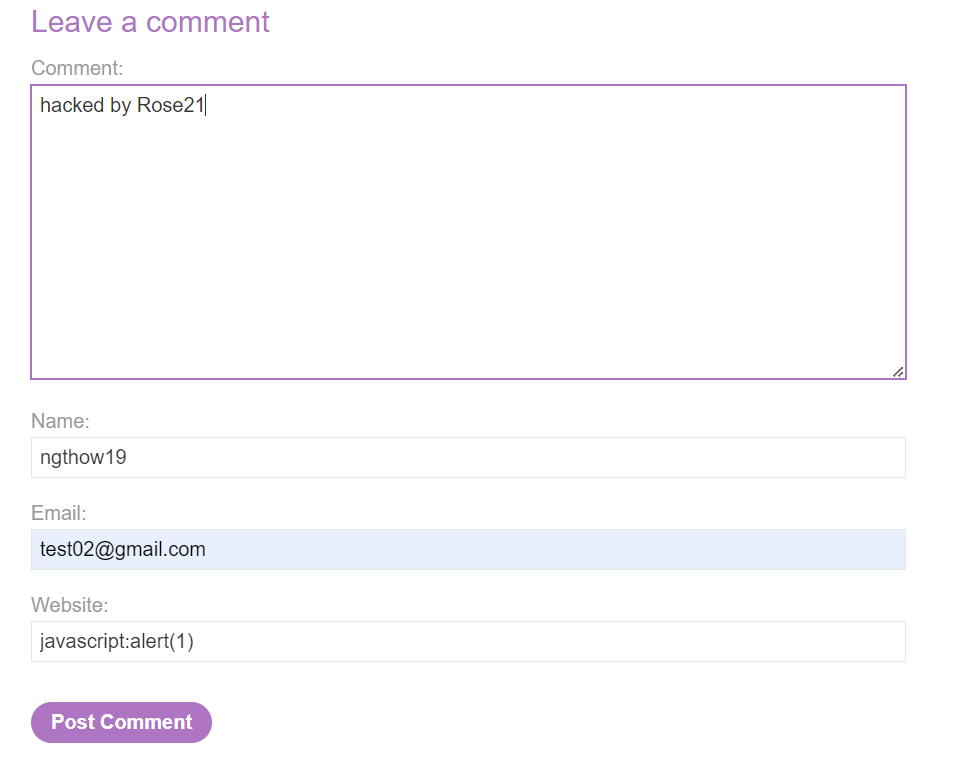 Leave a comment
Comment:
hacked by Rose21
Name:
ngthow19
Email:
test02@gmail.com
Website:
javascript:alert(1)
Post Comment